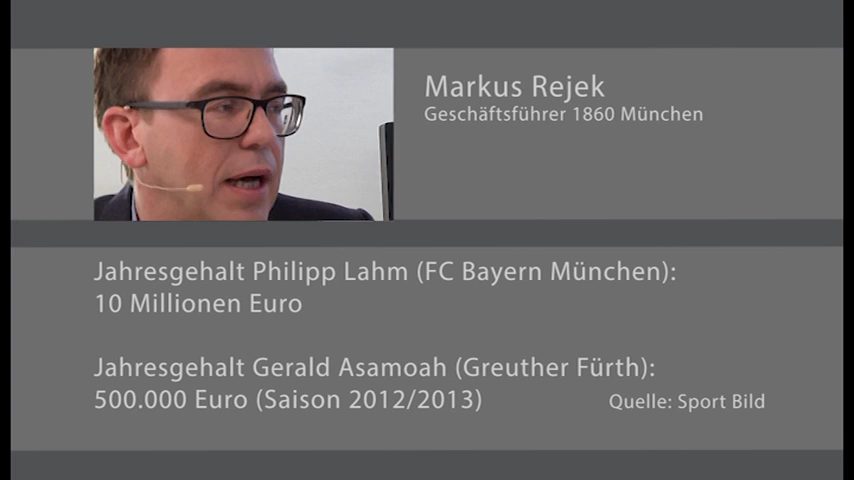 Markus Rejek
Geschäftsführer 1860 München
Jahresgehalt Philipp Lahm (FC Bayern München):
10 Millionen Euro
Jahresgehalt Gerald Asamoah (Greuther Fürth):
500.000 Euro (Saison 2012/2013)
Quelle: Sport Bild